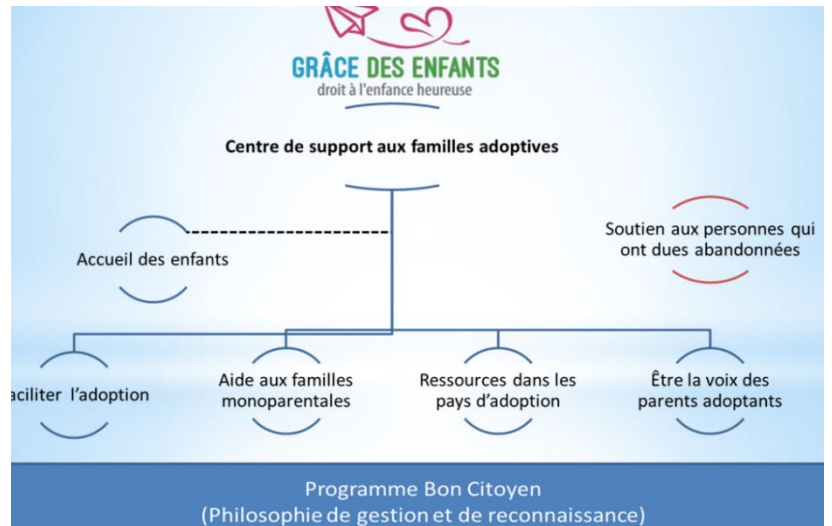 GRÂCE DES ENFANTS
droit à l'enfance heureuse
Centre de support aux familles adoptives
Accueil des enfants
Soutien aux personnes qui
ont dues abandonnées
aciliter l'adoption
Aide aux familles
monoparentales
Ressources dans les
pays d'adoption
Être la voix des
parents adoptants
Programme Bon Citoyen
(Philosophie de gestion et de reconnaissance)